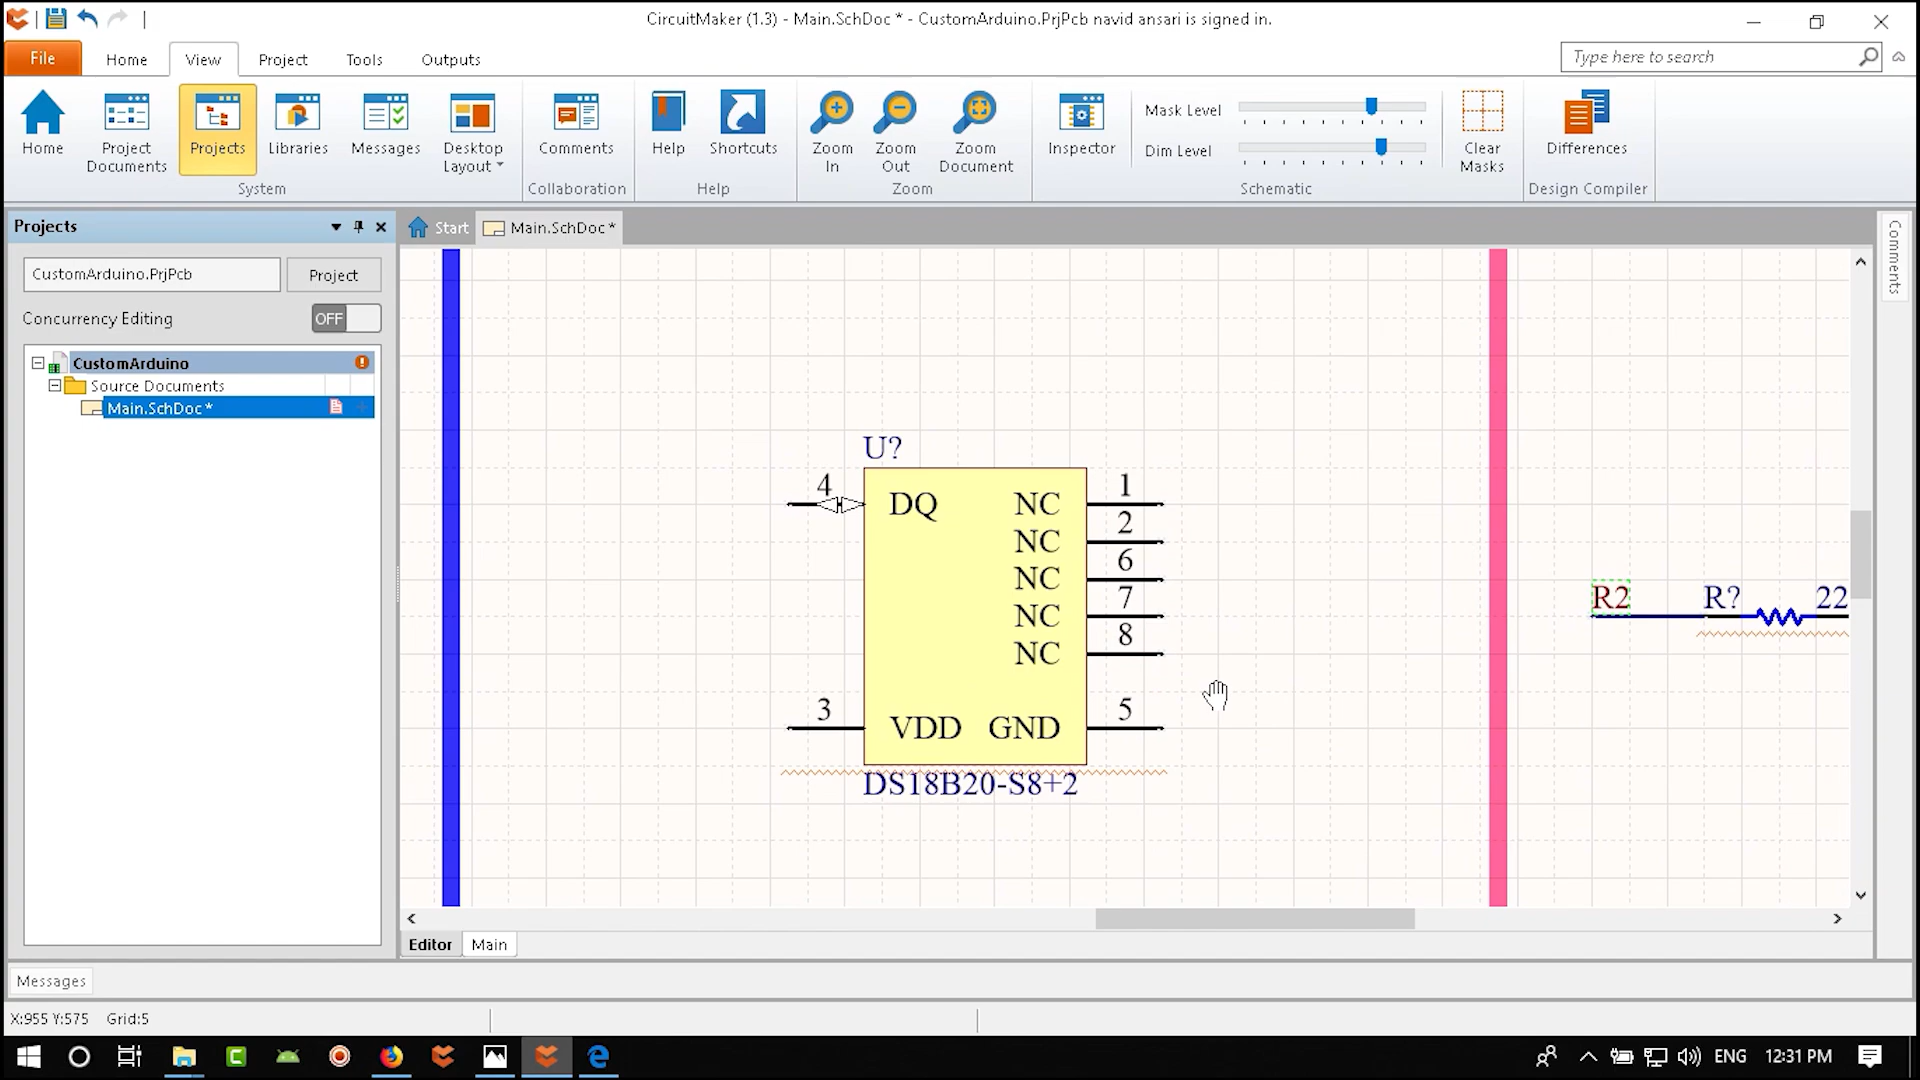 CircuitMaker (1.3) - Main.SchDoc * - CustomArduino.PrjPcb navid ansari is signed in.
File Home View Project Tools Outputs
Type here to search
Home
Project Documents
Projects
Libraries
Messages
Desktop Layout
System
Comments
Collaboration
Help
Shortcuts
Help
Zoom In
Zoom Out
Zoom Document
Zoom
Inspector
Mask Level
Dim Level
Schematic
Clear Masks
Differences
Design Compiler
Projects
CustomArduino.PrjPcb
Project
Concurrency Editing
OFF
CustomArduino
Source Documents
Main.SchDoc *
Start
Main.SchDoc *
Comments
U?
4 DQ NC 1
NC 2
NC 6
NC 7
NC 8
3 VDD GND 5
DS18B20-S8+2
R2 R? 22
Editor Main
Messages
X:955 Y:575 Grid:5
ENG 12:31 PM